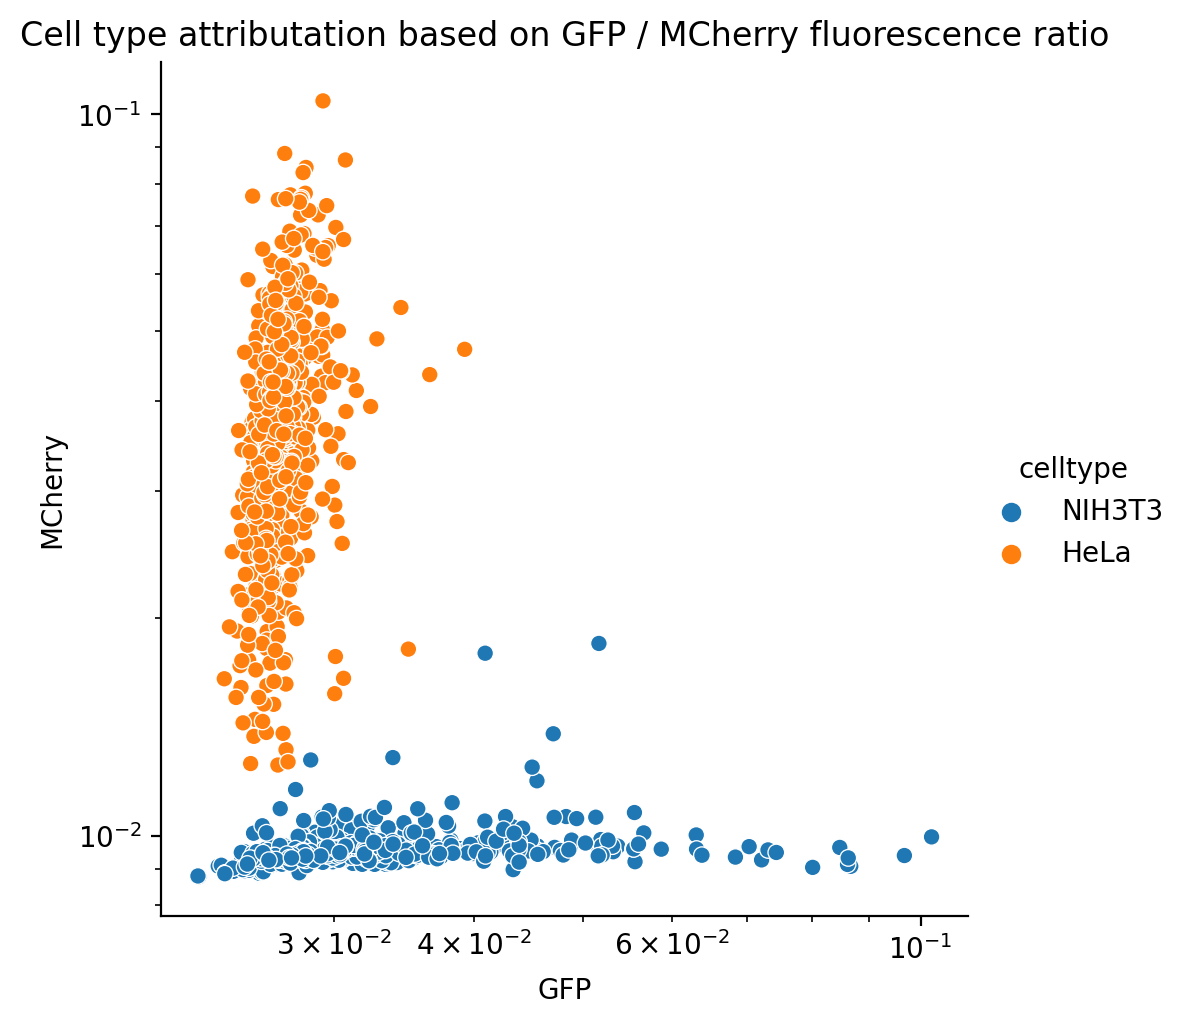 Cell type attributation based on GFP / MCherry fluorescence ratio
10⁻¹
10⁻²
MCherry
3 × 10⁻² 4 × 10⁻² 6 × 10⁻² 10⁻¹
GFP
celltype
NIH3T3
HeLa